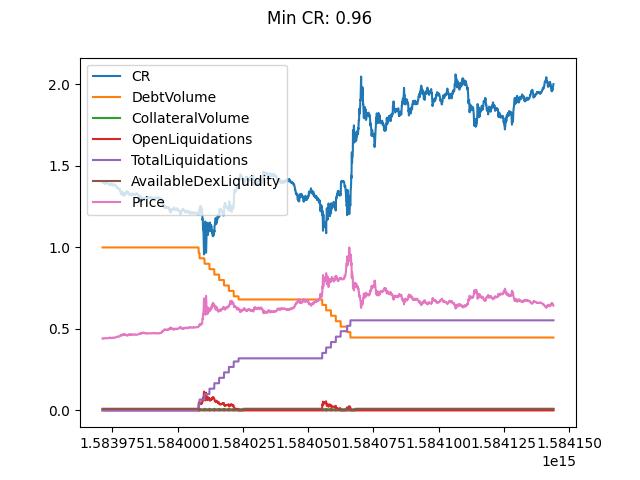 Min CR: 0.96
CR
DebtVolume
CollateralVolume
OpenLiquidations
TotalLiquidations
AvailableDexLiquidity
Price
2.0
1.5
1.0
0.5
0.0
1.583975 1.584000 1.584025 1.584050 1.584075 1.584100 1.584125 1.584150
1e15